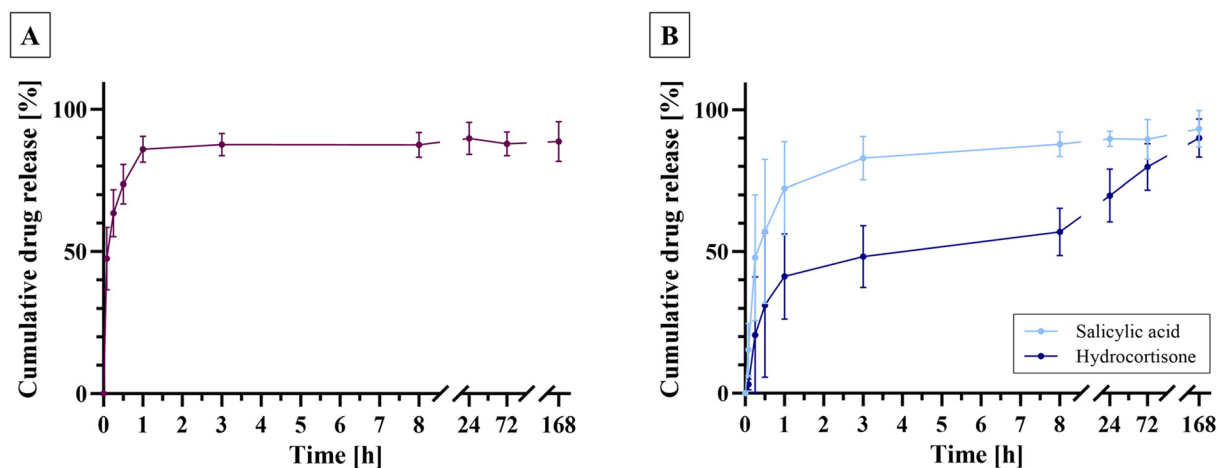 A
Cumulative drug release [%]
100
50
0
0 1 2 3 4 5 6 7 8 24 72 168
Time [h]
B
Cumulative drug release [%]
100
50
0
0 1 2 3 4 5 6 7 8 24 72 168
Time [h]
Salicylic acid
Hydrocortisone